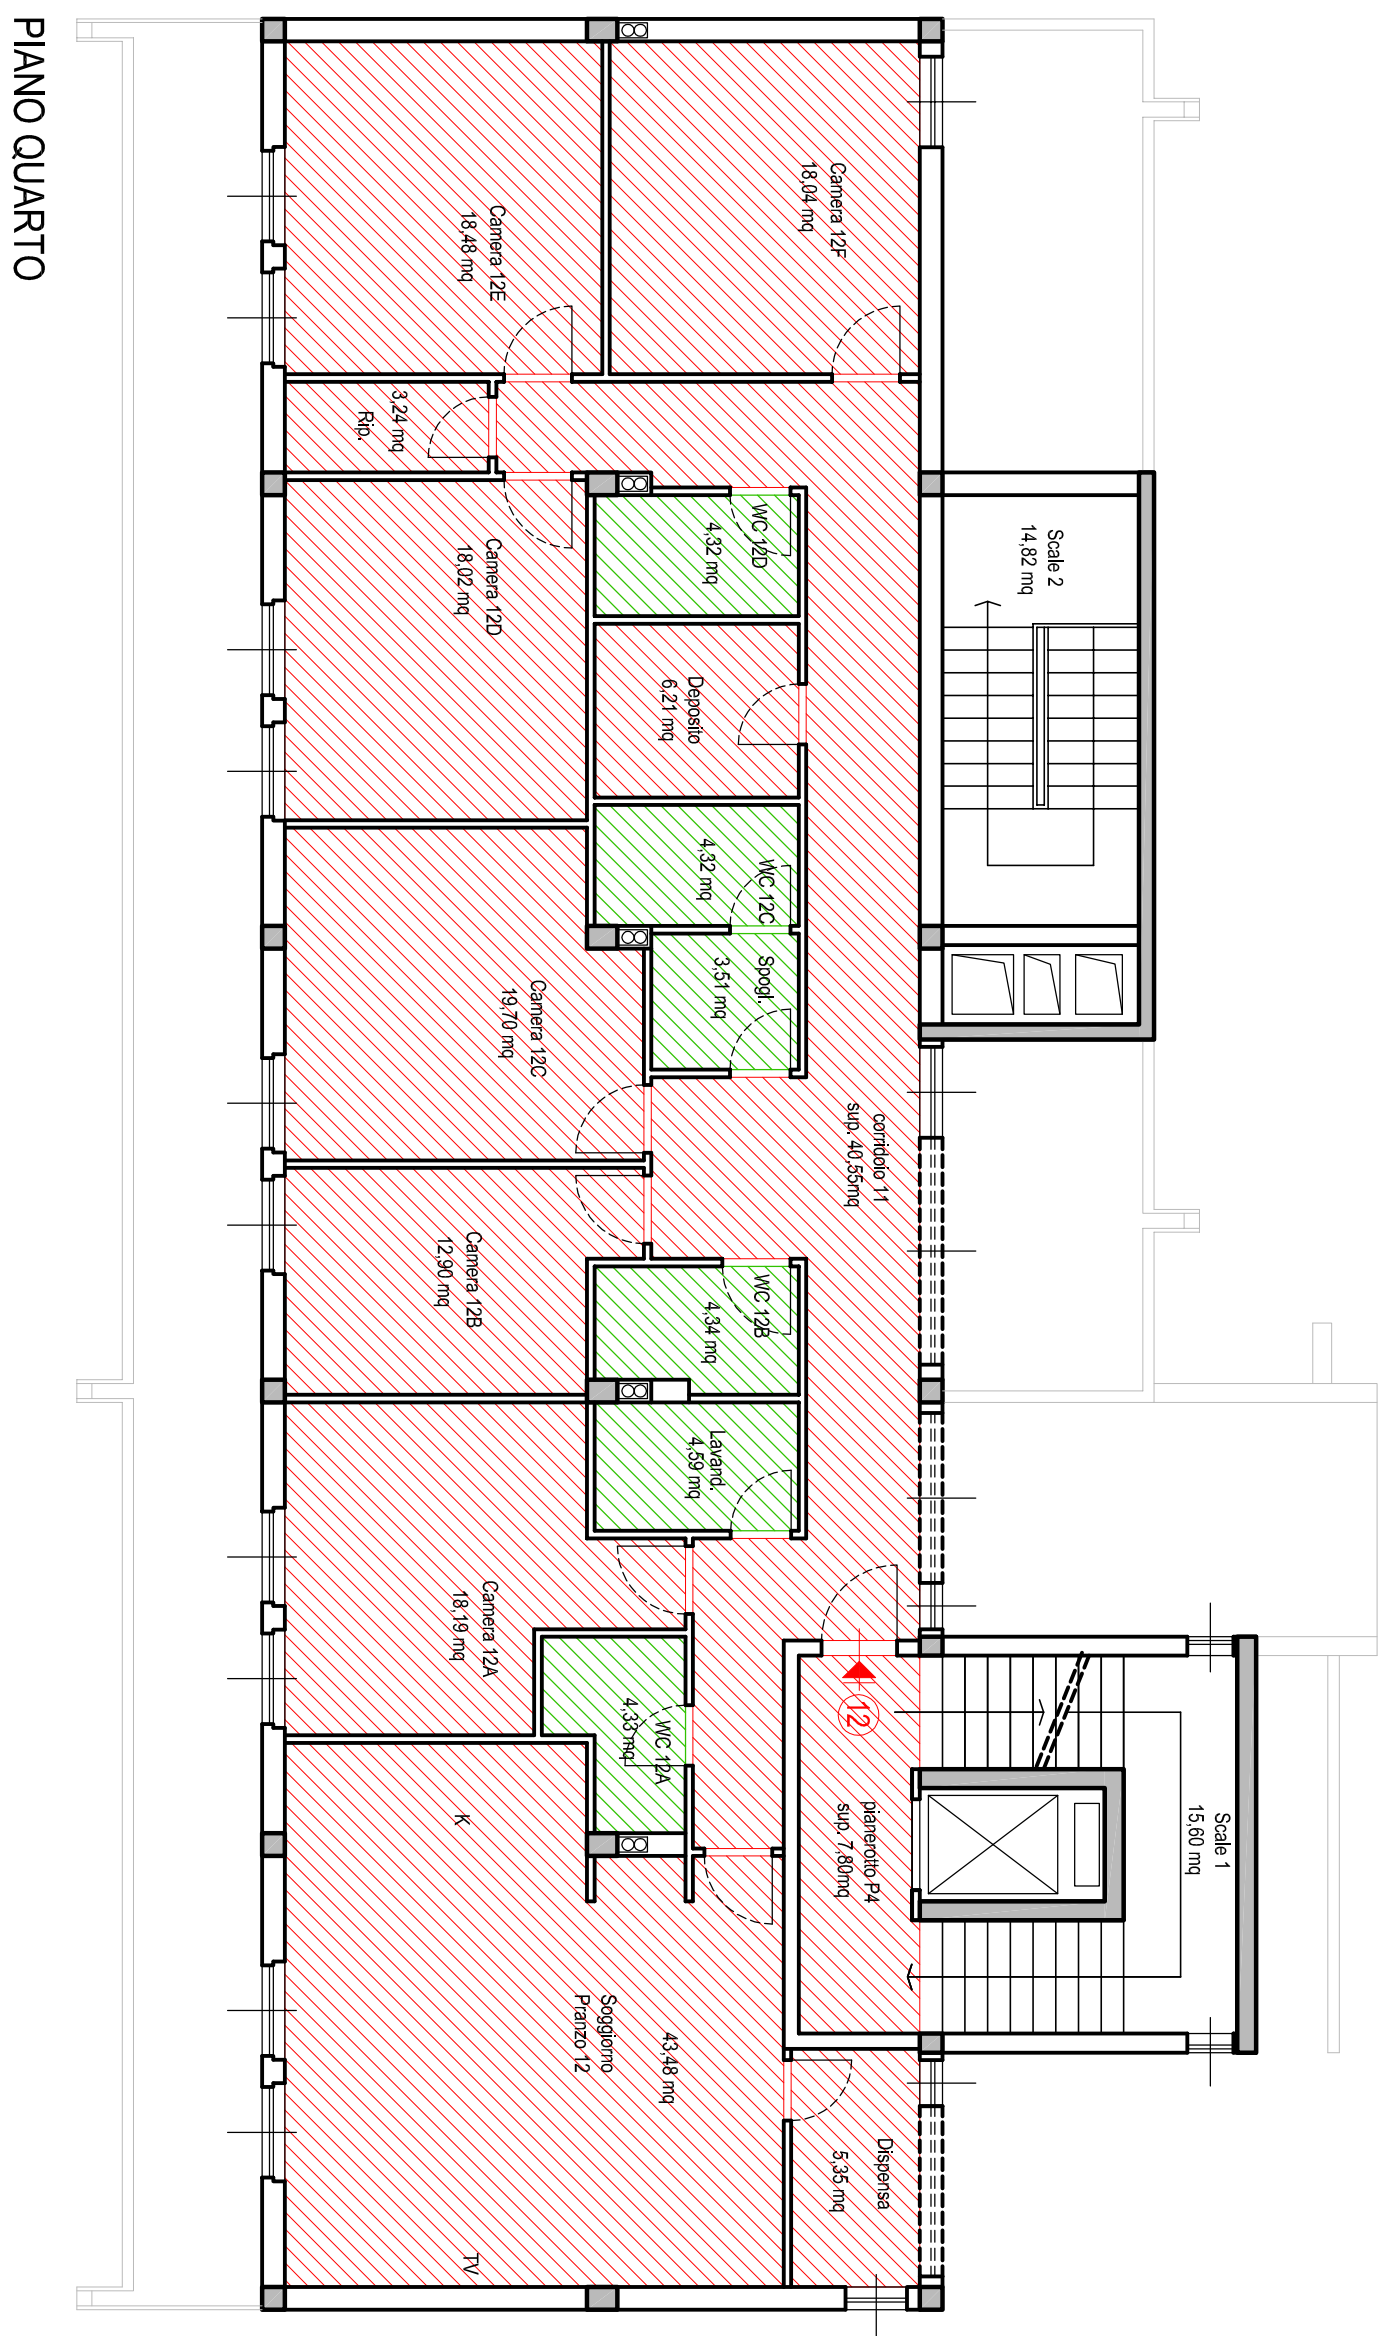 PIANO QUARTO
Camera 12F
18,04 mq
Camera 12E
18,48 mq
3,24 mq
Rip.
Scale 2
14,82 mq
WC 12D
4,32 mq
Camera 12D
18,02 mq
Deposito
6,21 mq
WC 12C
4,32 mq
Spogl.
3,51 mq
Camera 12C
19,70 mq
corridoio 11
sup. 40,55mq
Camera 12B
12,90 mq
WC 12B
4,34 mq
Lavand.
4,59 mq
Camera 12A
18,19 mq
WC 12A
4,33 mq
12
pianerotto P4
sup. 7,80mq
Scale 1
15,60 mq
K
Soggiorno
Pranzo 12
43,48 mq
Dispensa
5,35 mq
TV